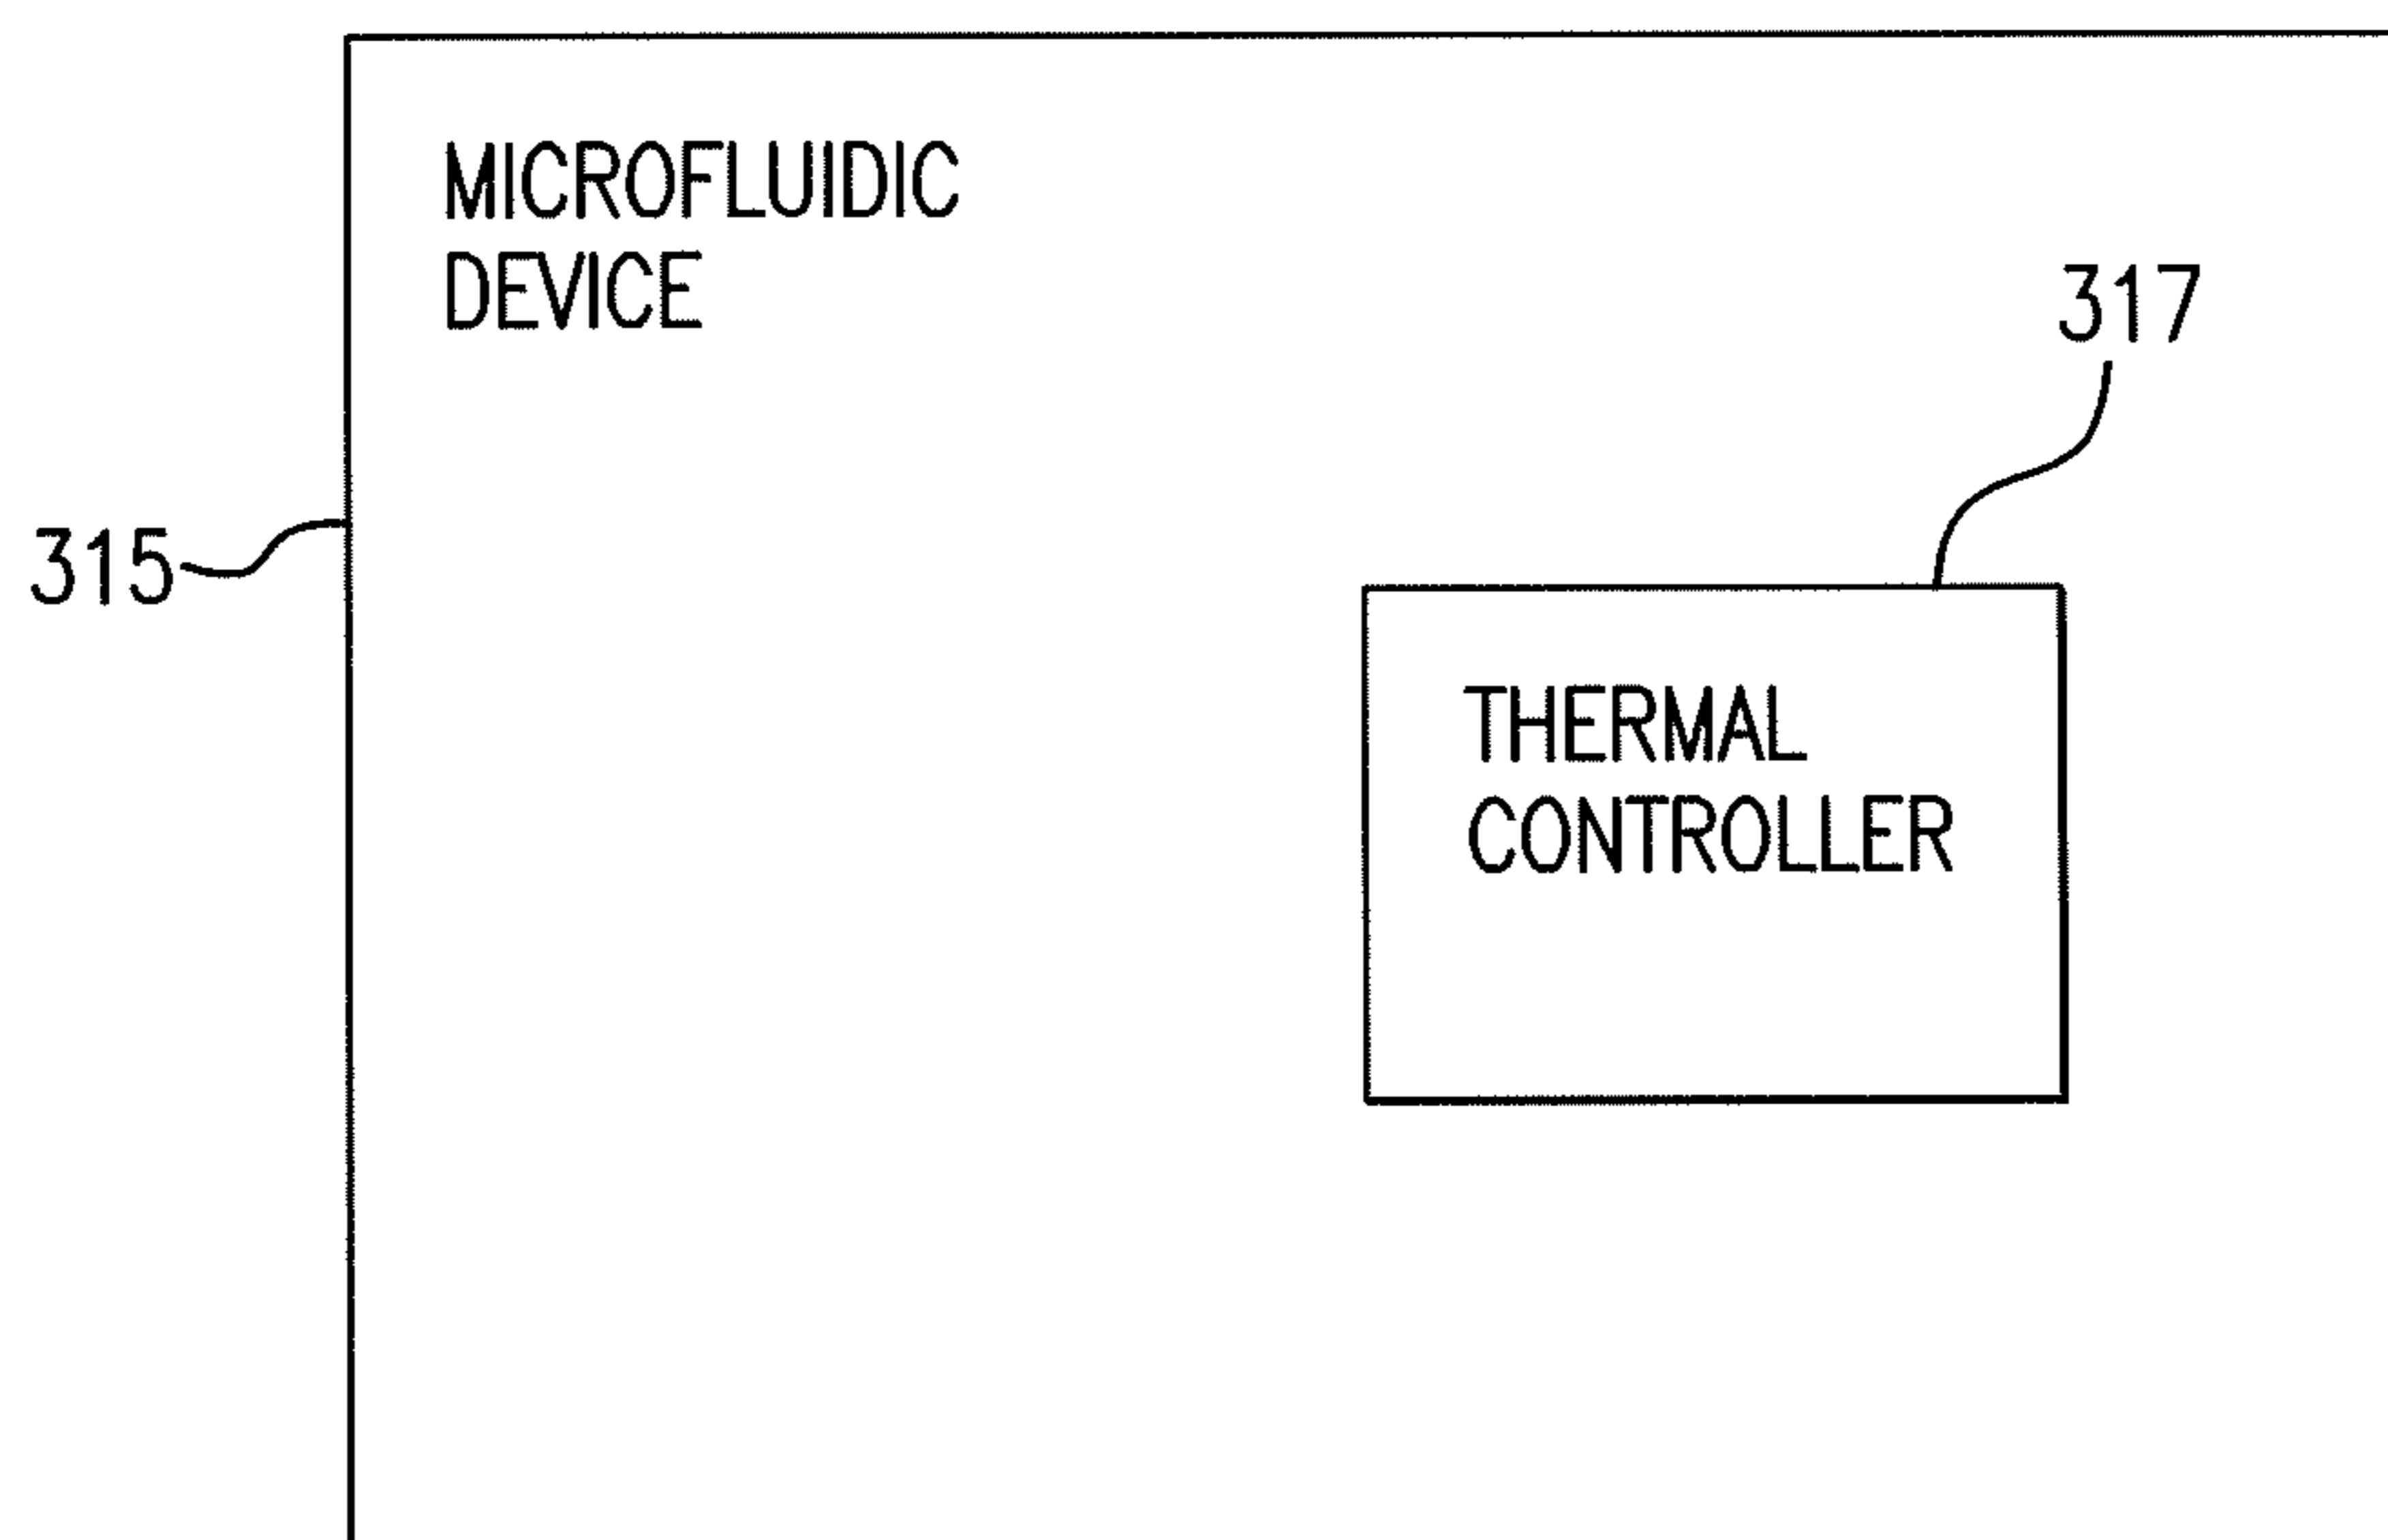 MICROFLUIDIC
DEVICE
317
315
THERMAL
CONTROLLER